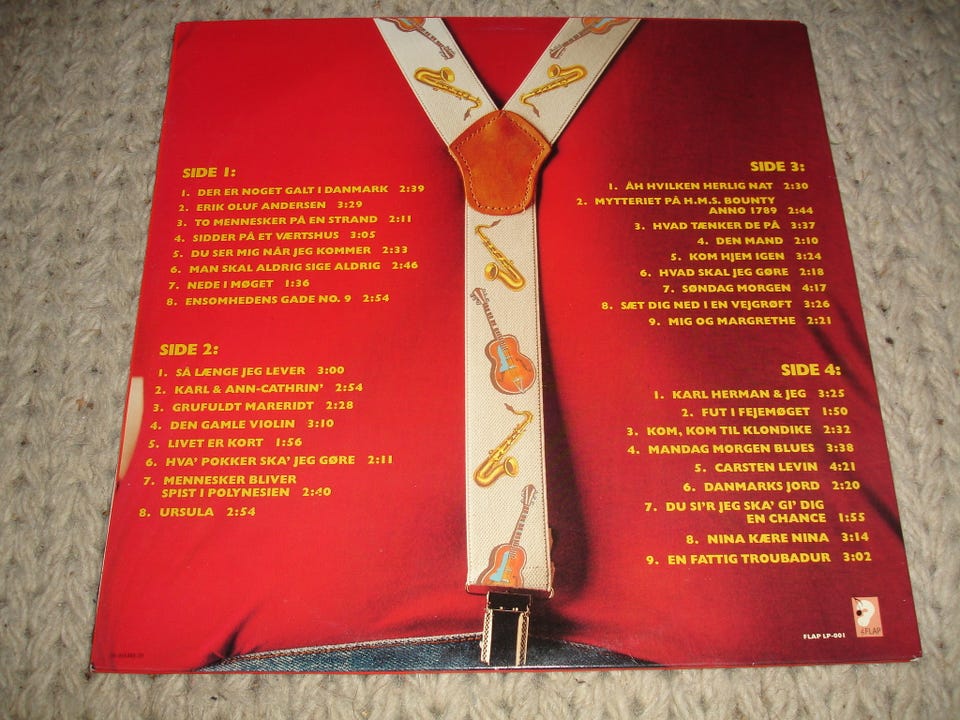 SIDE 1:
1. DER ER NOGET GALT I DANMARK 2:39
2. ERIK OLUF ANDERSEN 3:29
3. TO MENNESKER PÅ EN STRAND 2:11
4. SIDDER PÅ ET VÆRTSHUS 3:05
5. DU SER MIG NÅR JEG KOMMER 2:33
6. MAN SKAL ALDRIG SIGE ALDRIG 2:46
7. NEDE I MØGET 1:36
8. ENSOMHEDENS GADE NO. 9 2:54
SIDE 2:
1. SÅ LÆNGE JEG LEVER 3:00
2. KARL & ANN-CATHRIN' 2:54
3. GRUFULDT MARERIDT 2:28
4. DEN GAMLE VIOLIN 3:10
5. LIVET ER KORT 1:56
6. HVA' POKKER SKA' JEG GØRE 2:11
7. MENNESKER BLIVER
SPIST I POLYNESIEN 2:40
8. URSULA 2:54
SIDE 3:
1. ÅH HVILKEN HERLIG NAT 2:30
2. MYTTERIET PÅ H.M.S. BOUNTY
ANNO 1789 2:44
3. HVAD TÆNKER DE PÅ 3:37
4. DEN MAND 2:10
5. KOM HJEM IGEN 3:24
6. HVAD SKAL JEG GØRE 2:18
7. SØNDAG MORGEN 4:17
8. SÆT DIG NED I EN VEJGRØFT 3:26
9. MIG OG MARGRETHE 2:21
SIDE 4:
1. KARL HERMAN & JEG 3:25
2. FUT I FEJEMØGET 1:50
3. KOM, KOM TIL KLONDIKE 2:32
4. MANDAG MORGEN BLUES 3:38
5. CARSTEN LEVIN 4:21
6. DANMARKS JORD 2:20
7. DU SI'R JEG SKA' GI' DIG
EN CHANCE 1:55
8. NINA KÆRE NINA 3:14
9. EN FATTIG TROUBADUR 3:02
FLAP LP-001
FLAP